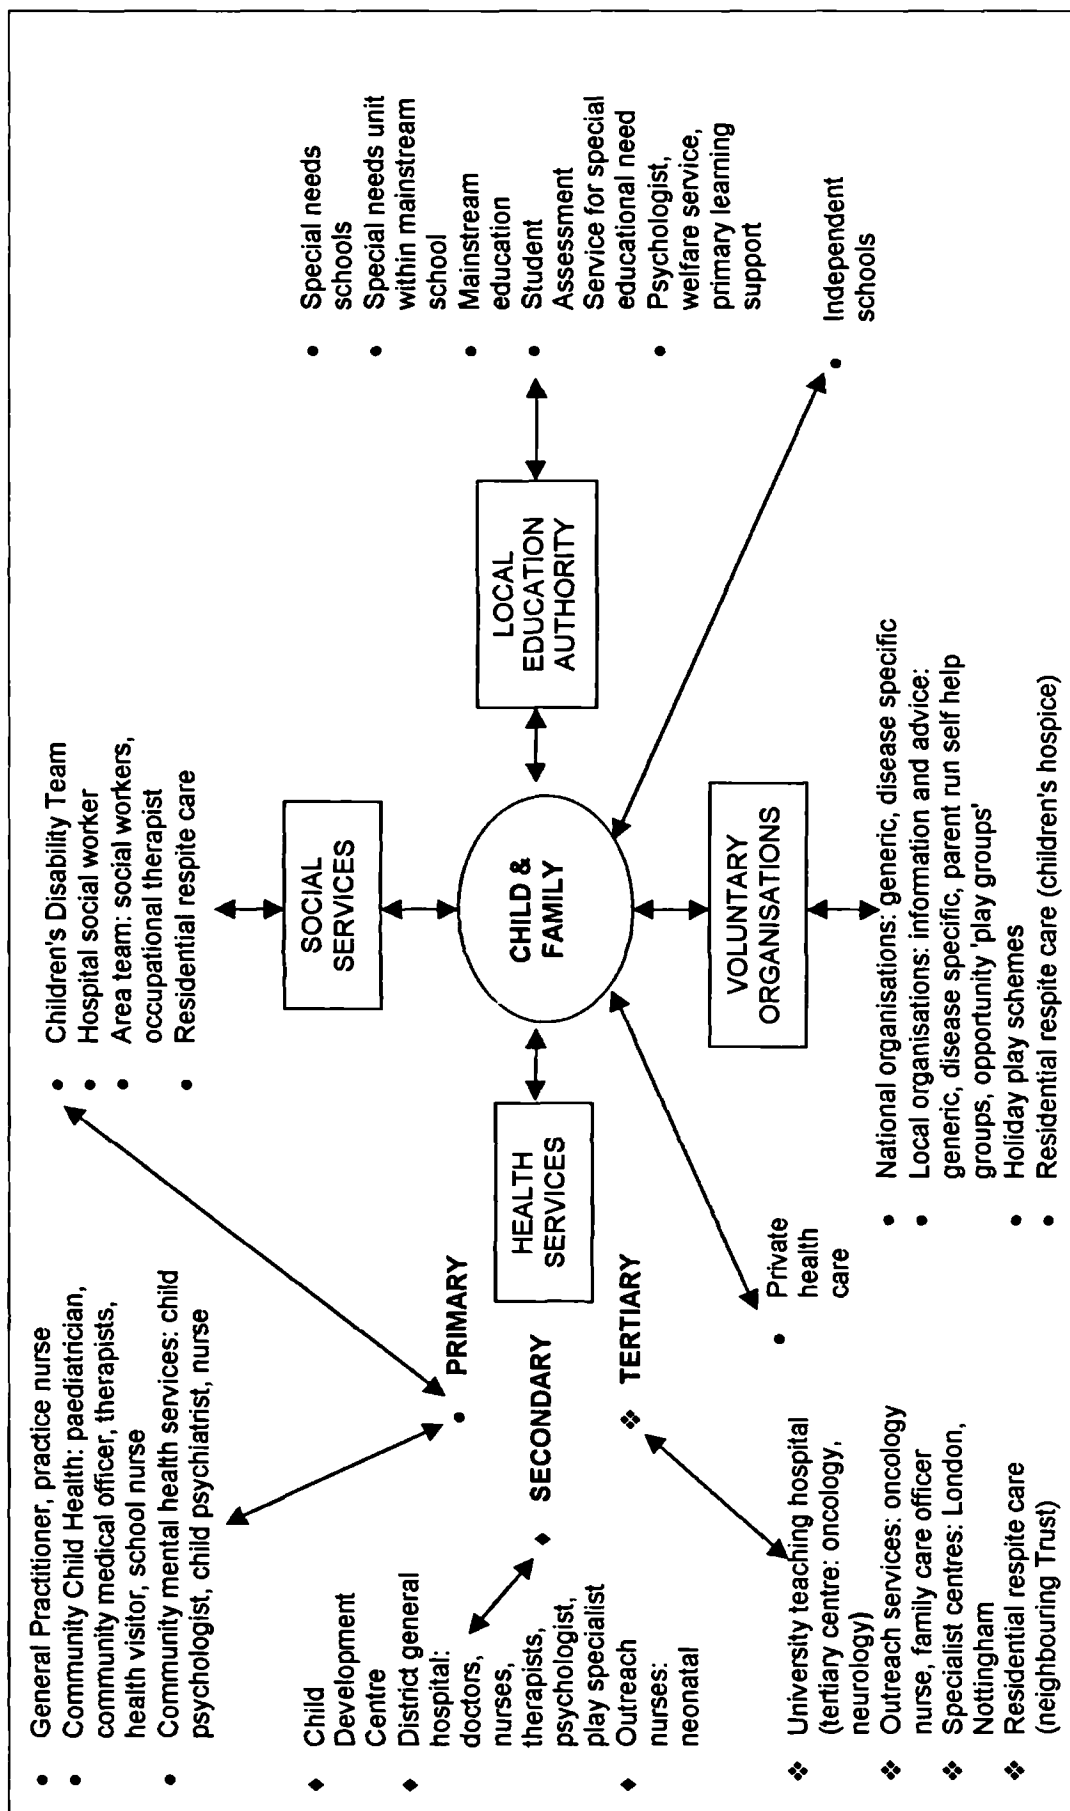 General Practitioner, practice nurse
Community Child Health: paediatrician,
community medical officer, therapists,
health visitor, school nurse
Community mental health services: child
psychologist, child psychiatrist, nurse
Children's Disability Team
Hospital social worker
Area team: social workers,
occupational therapist
Residential respite care
SOCIAL
SERVICES
Child
Development
Centre
District general
hospital:
doctors,
nurses,
therapists,
psychologist,
play specialist
Outreach
nurses:
neonatal
PRIMARY
SECONDARY
TERTIARY
HEALTH
SERVICES
CHILD &
FAMILY
LOCAL
EDUCATION
AUTHORITY
Special needs
schools
Special needs unit
within mainstream
school
Mainstream
education
Student
Assessment
Service for special
educational need
Psychologist,
welfare service,
primary learning
support
University teaching hospital
(tertiary centre: oncology,
neurology)
Outreach services: oncology
nurse, family care officer
Specialist centres: London,
Nottingham
Residential respite care
(neighbouring Trust)
Private
health
care
VOLUNTARY
ORGANISATIONS
National organisations: generic, disease specific
Local organisations: information and advice:
generic, disease specific, parent run self help
groups, opportunity 'play groups'
Holiday play schemes
Residential respite care (children's hospice)
Independent
schools